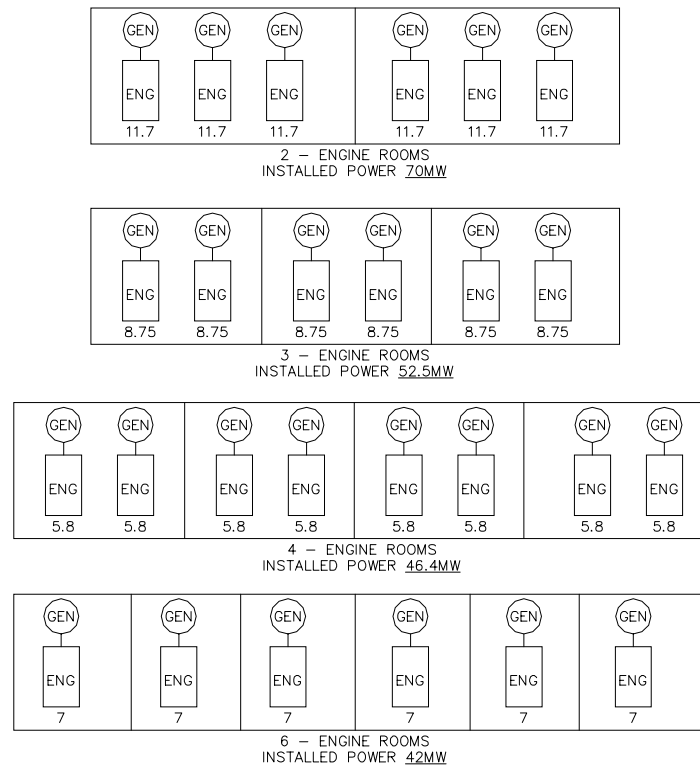 GEN GEN GEN GEN GEN GEN
ENG ENG ENG ENG ENG ENG
11.7 11.7 11.7 11.7 11.7 11.7
2 – ENGINE ROOMS
INSTALLED POWER 70MW
GEN GEN GEN GEN GEN GEN
ENG ENG ENG ENG ENG ENG
8.75 8.75 8.75 8.75 8.75 8.75
3 – ENGINE ROOMS
INSTALLED POWER 52.5MW
GEN GEN GEN GEN GEN GEN GEN GEN
ENG ENG ENG ENG ENG ENG ENG ENG
5.8 5.8 5.8 5.8 5.8 5.8 5.8 5.8
4 – ENGINE ROOMS
INSTALLED POWER 46.4MW
GEN GEN GEN GEN GEN GEN
ENG ENG ENG ENG ENG ENG
7 7 7 7 7 7
6 – ENGINE ROOMS
INSTALLED POWER 42MW